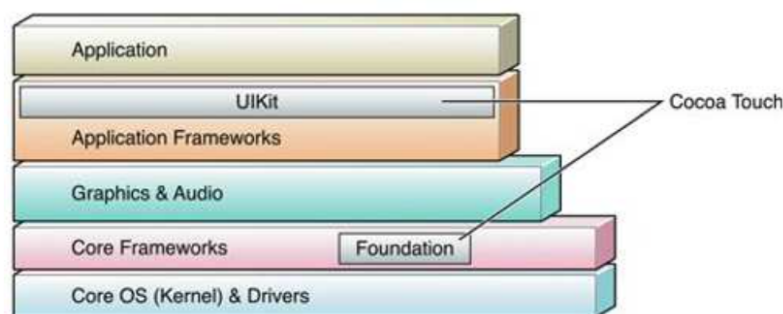 Application
UIKit
Cocoa Touch
Application Frameworks
Graphics & Audio
Core Frameworks
Foundation
Core OS (Kernel) & Drivers